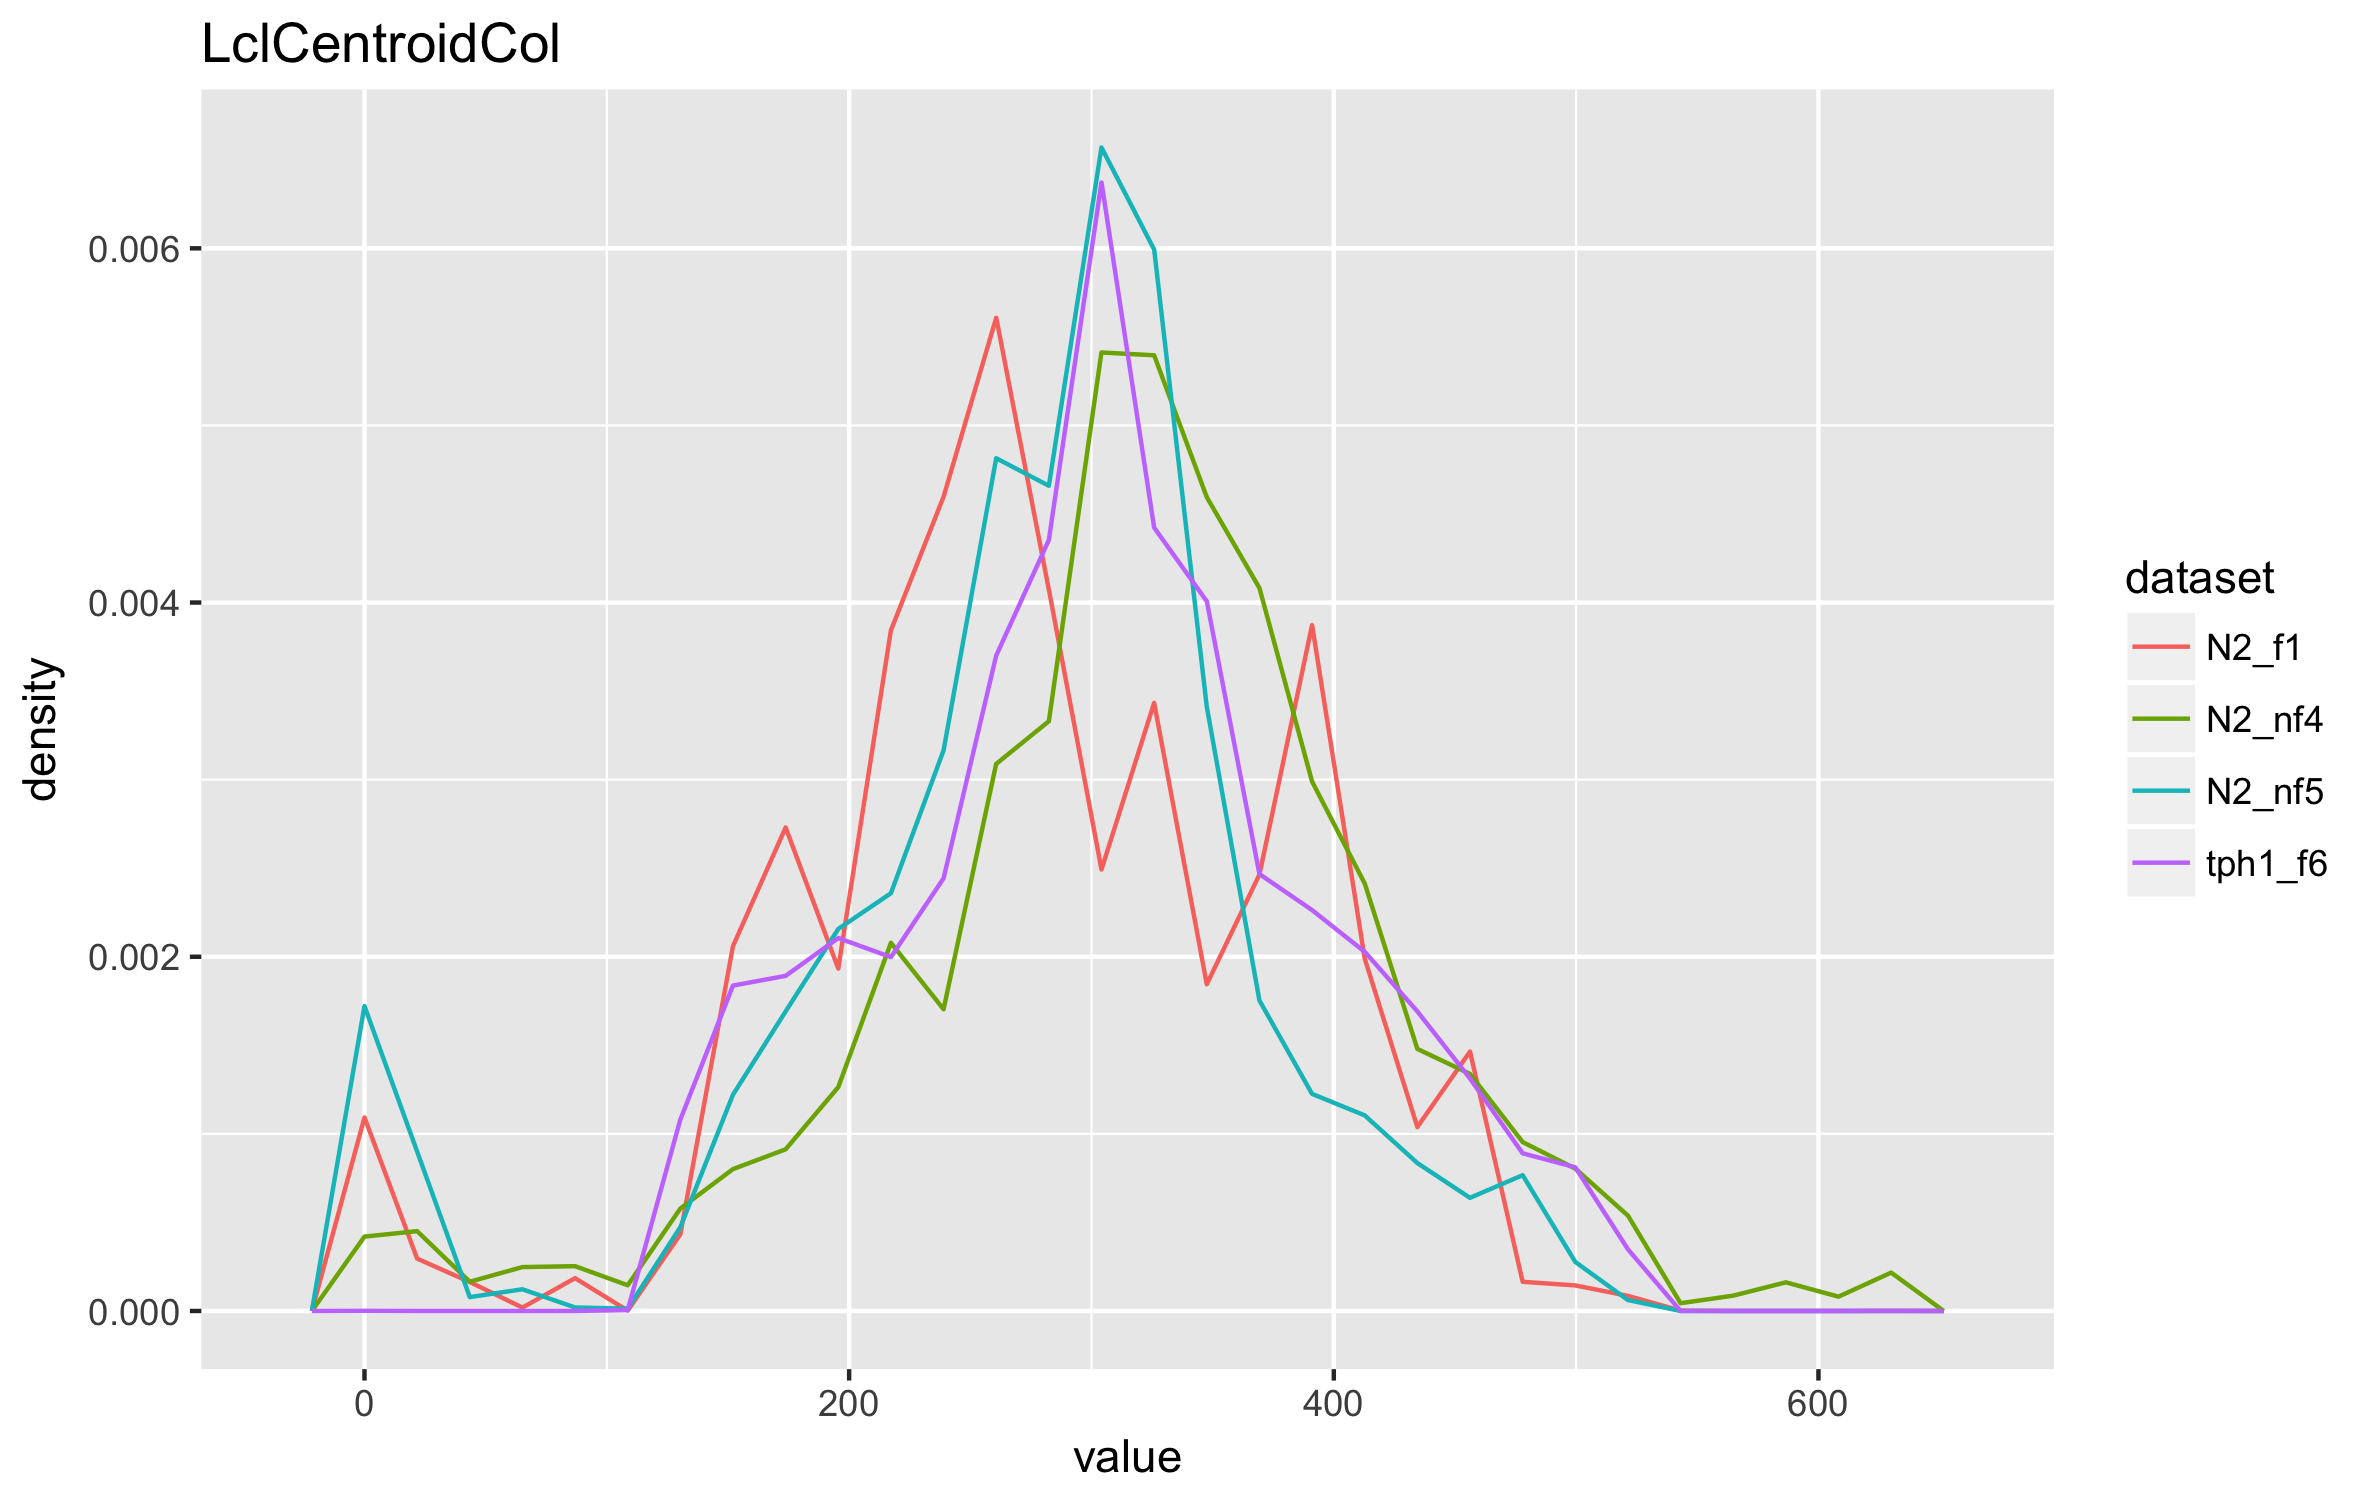 LclCentroidCol
0.006
0.004
0.002
0.000
density
0
200
400
600
value
dataset
N2_f1
N2_nf4
N2_nf5
tph1_f6